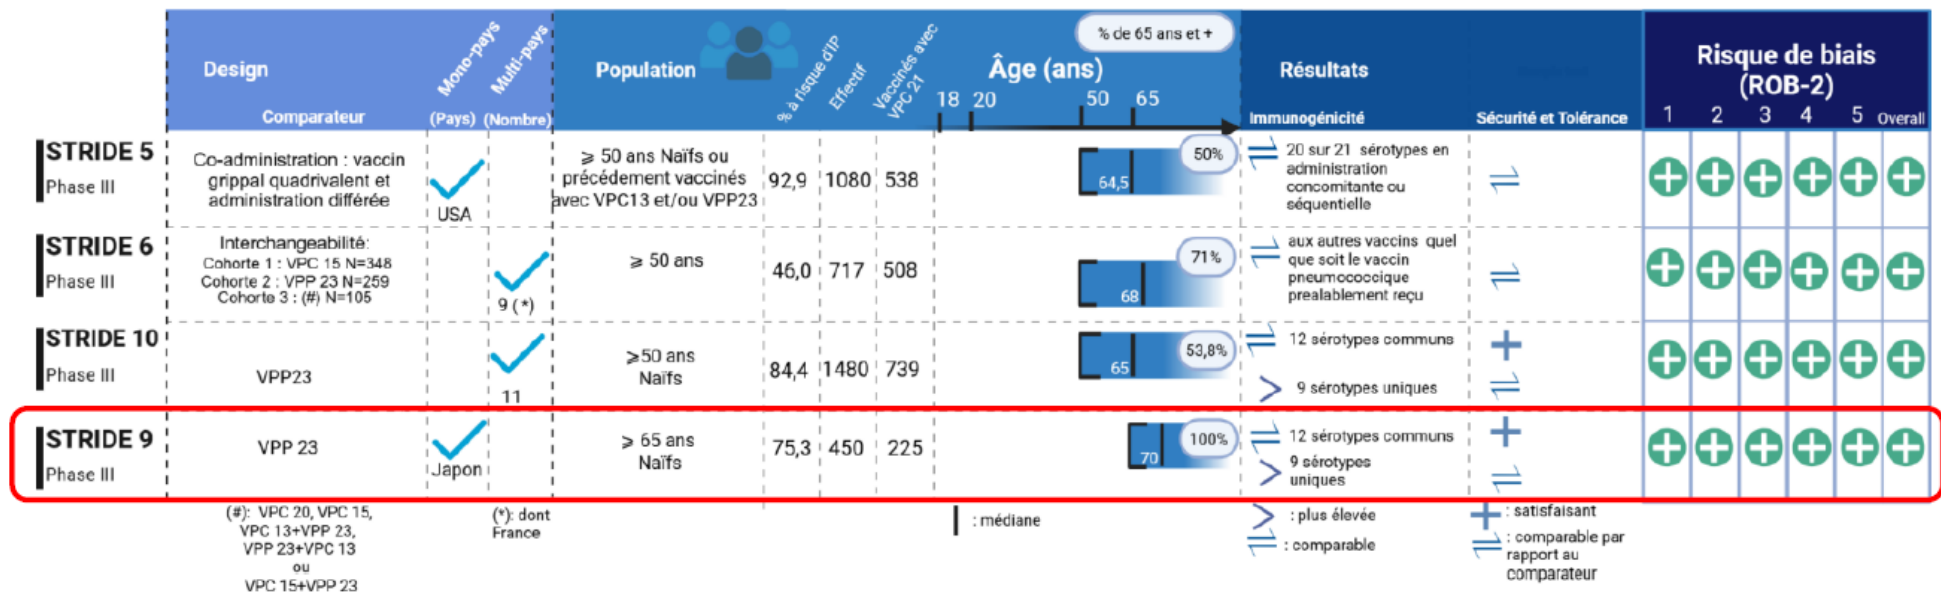 Design
Comparateur
Mono-pays
(Pays)
Multi-pays
(Nombre)
Population
% à risque d'IP
Effectif
Vaccinés avec
VPC 21
% de 65 ans et +
Âge (ans)
18 20 50 65
Résultats
Immunogénicité
Sécurité et Tolérance
Risque de biais
(ROB-2)
1 2 3 4 5 Overall
STRIDE 5
Phase III
Co-administration : vaccin
grippal quadrivalent et
administration différée
USA
⩾ 50 ans Naïfs ou
précédement vaccinés
avec VPC13 et/ou VPP23
92,9 1080 538
64,5
50%
20 sur 21 sérotypes en
administration
concomitante ou
séquentielle
STRIDE 6
Phase III
Interchangeabilité:
Cohorte 1 : VPC 15 N=348
Cohorte 2 : VPP 23 N=259
Cohorte 3 : (#) N=105
9 (*)
⩾ 50 ans
46,0 717 508
68
71%
aux autres vaccins quel
que soit le vaccin
pneumococcique
prealablement reçu
STRIDE 10
Phase III
VPP23
11
⩾50 ans
Naïfs
84,4 1480 739
65
53,8%
12 sérotypes communs
9 sérotypes uniques
STRIDE 9
Phase III
VPP 23
Japon
⩾ 65 ans
Naïfs
75,3 450 225
70
100%
12 sérotypes communs
9 sérotypes
uniques
(#): VPC 20, VPC 15,
VPC 13+VPP 23,
VPP 23+VPC 13
ou
VPC 15+VPP 23
(*): dont
France
: médiane
: plus élevée
: comparable
: satisfaisant
: comparable par
rapport au
comparateur